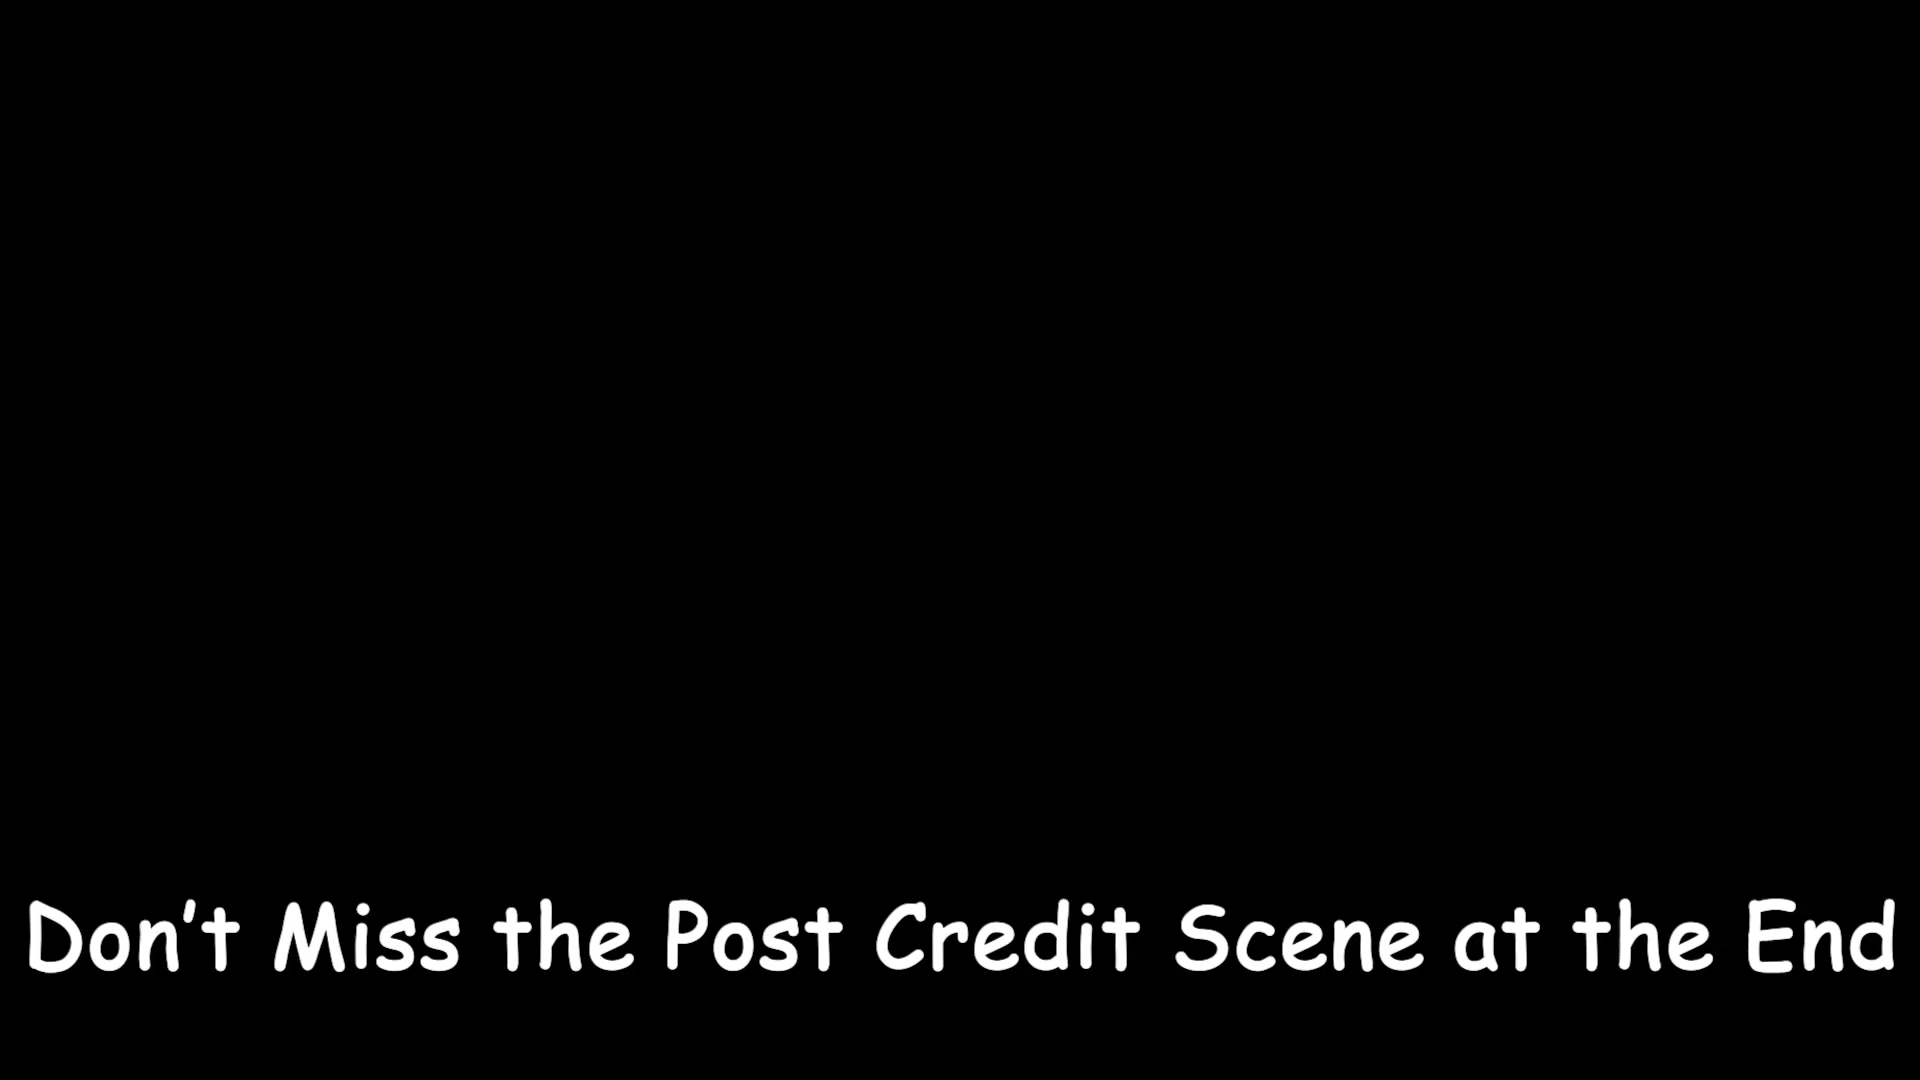 Don’t Miss the Post Credit Scene at the End